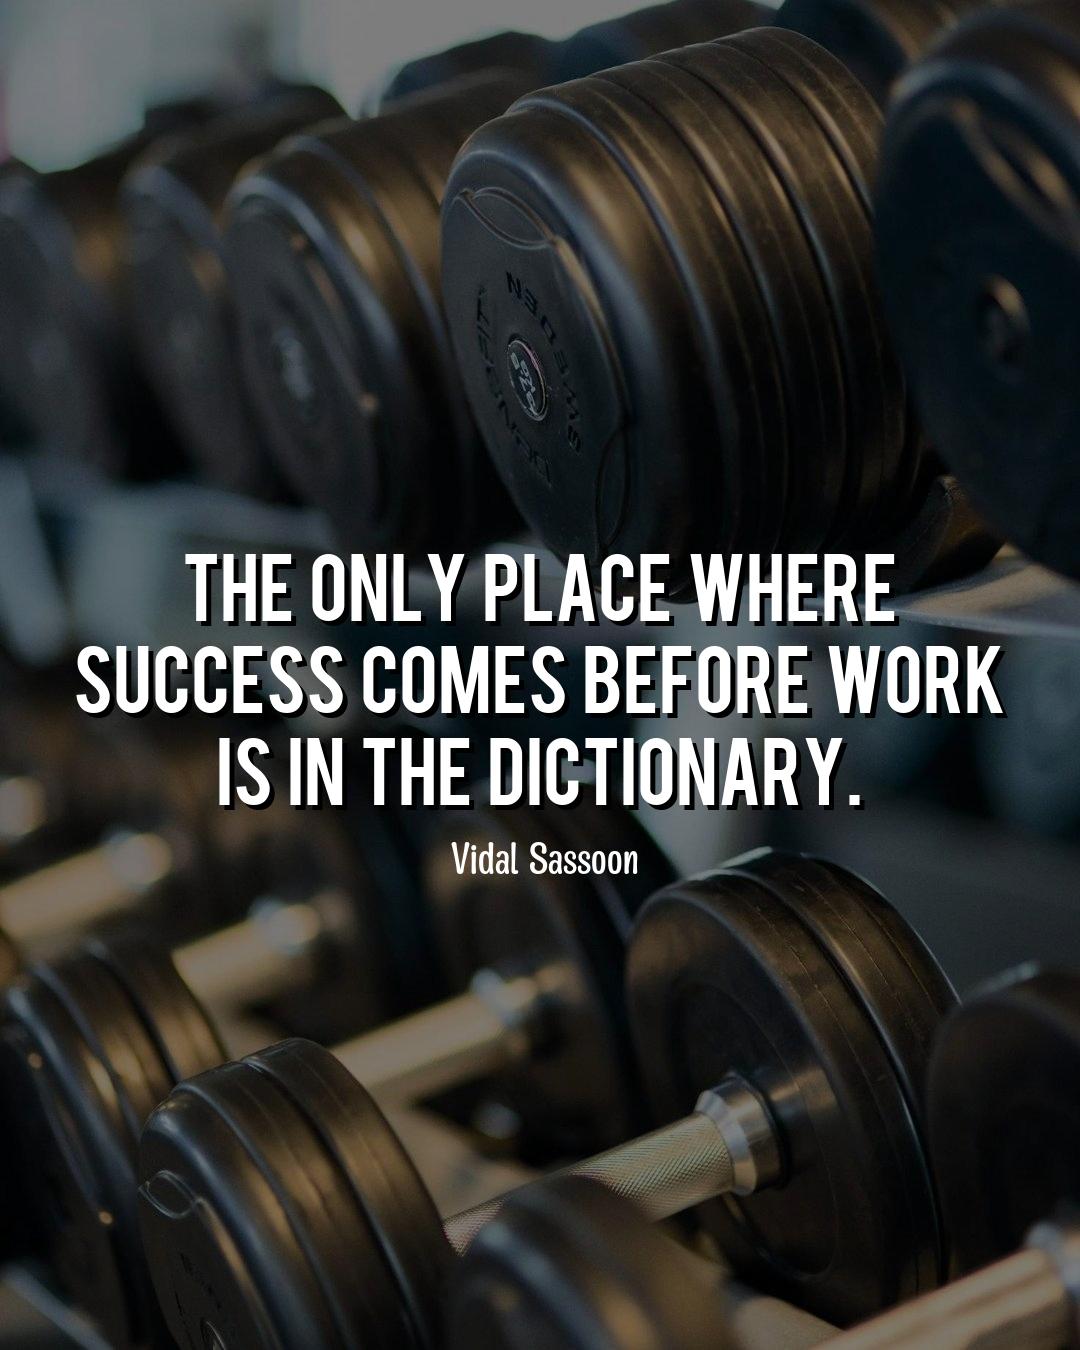 THE ONLY PLACE WHERE
SUCCESS COMES BEFORE WORK
IS IN THE DICTIONARY.
Vidal Sassoon